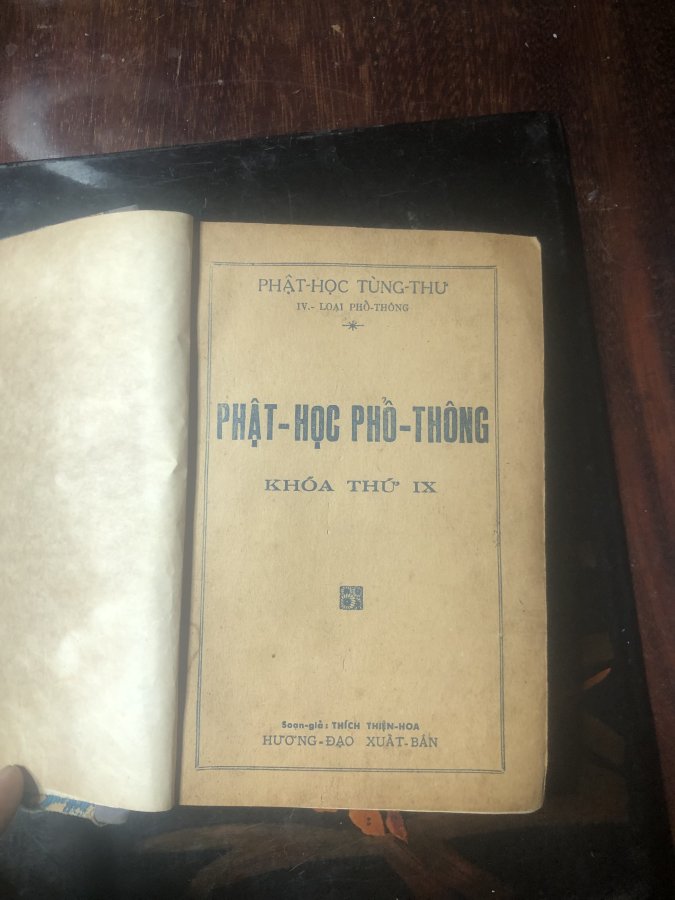 PHẬT-HỌC TÙNG-THƯ
IV.- LOẠI PHỔ-THÔNG
PHẬT-HỌC PHỔ-THÔNG
KHÓA THỨ IX
Soạn-giả: THÍCH THIỆN-HOA
HƯƠNG-ĐẠO XUẤT-BẢN